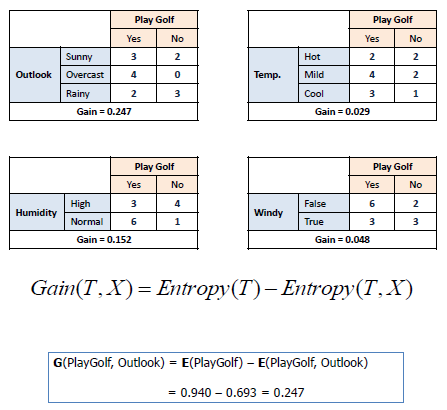 Play Golf
Yes No
Outlook
Sunny 3 2
Overcast 4 0
Rainy 2 3
Gain = 0.247
Play Golf
Yes No
Temp.
Hot 2 2
Mild 4 2
Cool 3 1
Gain = 0.029
Play Golf
Yes No
Humidity
High 3 4
Normal 6 1
Gain = 0.152
Play Golf
Yes No
Windy
False 6 2
True 3 3
Gain = 0.048
Gain(T, X) = Entropy(T) − Entropy(T, X)
G(PlayGolf, Outlook) = E(PlayGolf) – E(PlayGolf, Outlook)
= 0.940 – 0.693 = 0.247